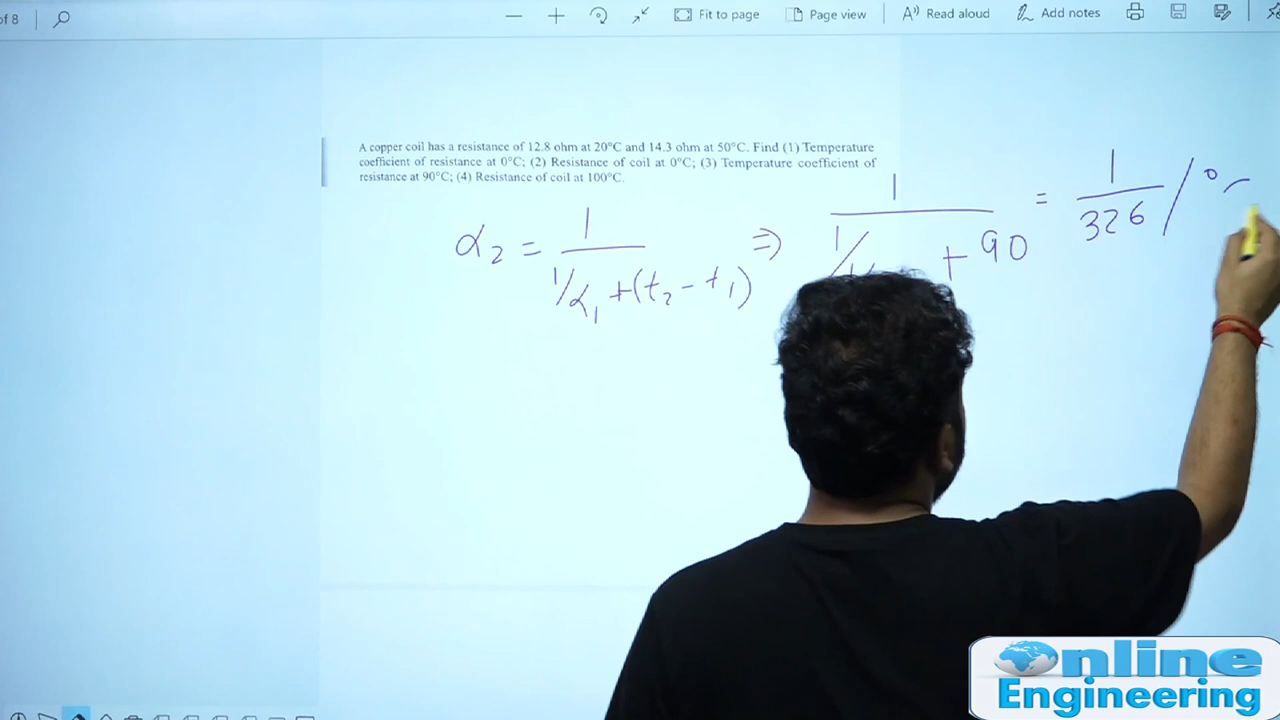 of 8
Fit to page
Page view
Read aloud
Add notes
A copper coil has a resistance of 12.8 ohm at 20°C and 14.3 ohm at 50°C. Find (1) Temperature
coefficient of resistance at 0°C; (2) Resistance of coil at 0°C; (3) Temperature coefficient of
resistance at 90°C; (4) Resistance of coil at 100°C.
α2 = 1 / (1/α1 + (t2 - t1)) ⇒ 1 / (1/ + 90) = 1/326 /°
Online
Engineering